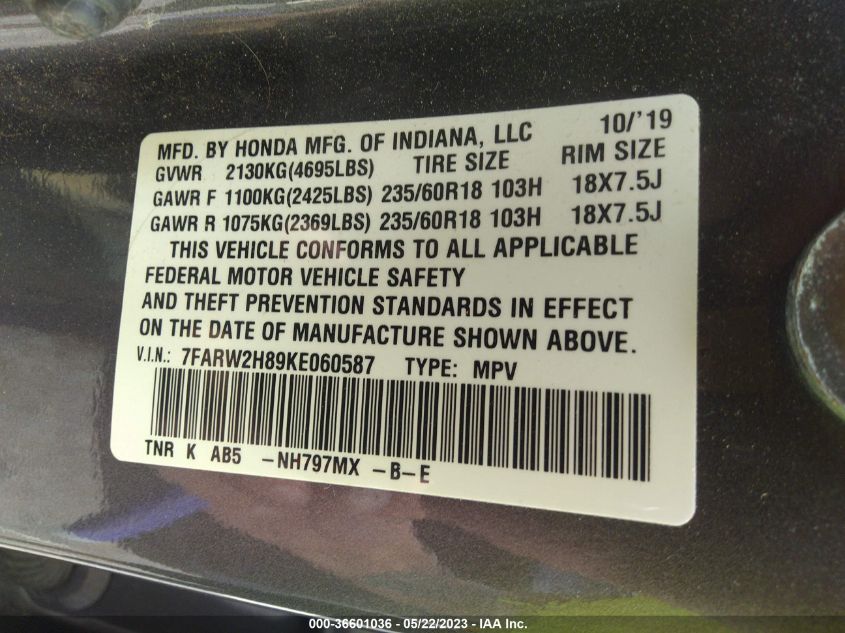 MFD. BY HONDA MFG. OF INDIANA, LLC 10/'19
GVWR 2130KG(4695LBS) TIRE SIZE RIM SIZE
GAWR F 1100KG(2425LBS) 235/60R18 103H 18X7.5J
GAWR R 1075KG(2369LBS) 235/60R18 103H 18X7.5J
THIS VEHICLE CONFORMS TO ALL APPLICABLE
FEDERAL MOTOR VEHICLE SAFETY
AND THEFT PREVENTION STANDARDS IN EFFECT
ON THE DATE OF MANUFACTURE SHOWN ABOVE.
V.I.N.: 7FARW2H89KE060587 TYPE: MPV
TNR K AB5 -NH797MX -B-E
000-36601036 - 05/22/2023 - IAA Inc.